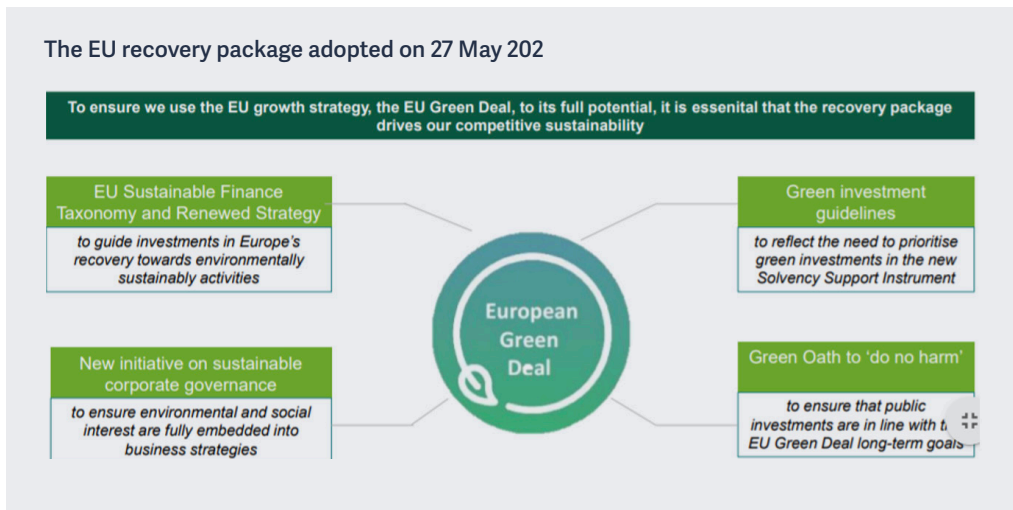 The EU recovery package adopted on 27 May 202
To ensure we use the EU growth strategy, the EU Green Deal, to its full potential, it is essenital that the recovery package
drives our competitive sustainability
EU Sustainable Finance
Taxonomy and Renewed Strategy
to guide investments in Europe's
recovery towards environmentally
sustainably activities
Green investment
guidelines
to reflect the need to prioritise
green investments in the new
Solvency Support Instrument
European
Green
Deal
New initiative on sustainable
corporate governance
to ensure environmental and social
interest are fully embedded into
business strategies
Green Oath to 'do no harm'
to ensure that public
investments are in line with
EU Green Deal long-term goals